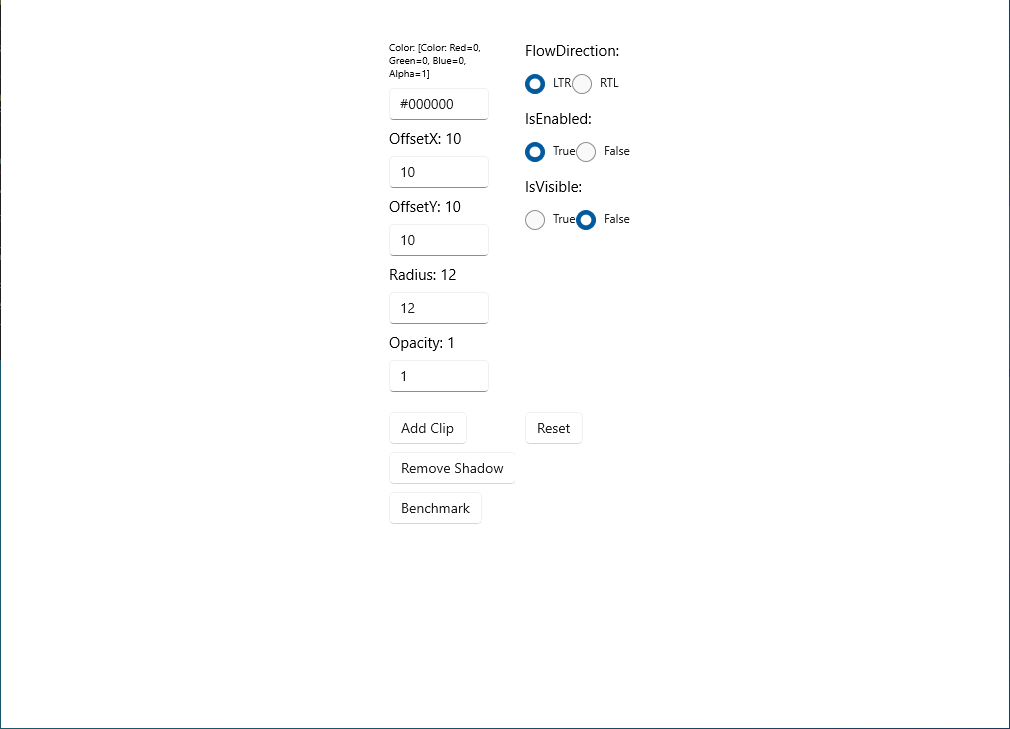 Color: [Color: Red=0,
Green=0, Blue=0,
Alpha=1]
#000000
OffsetX: 10
10
OffsetY: 10
10
Radius: 12
12
Opacity: 1
1
Add Clip
Remove Shadow
Benchmark
FlowDirection:
LTR RTL
IsEnabled:
True False
IsVisible:
True False
Reset